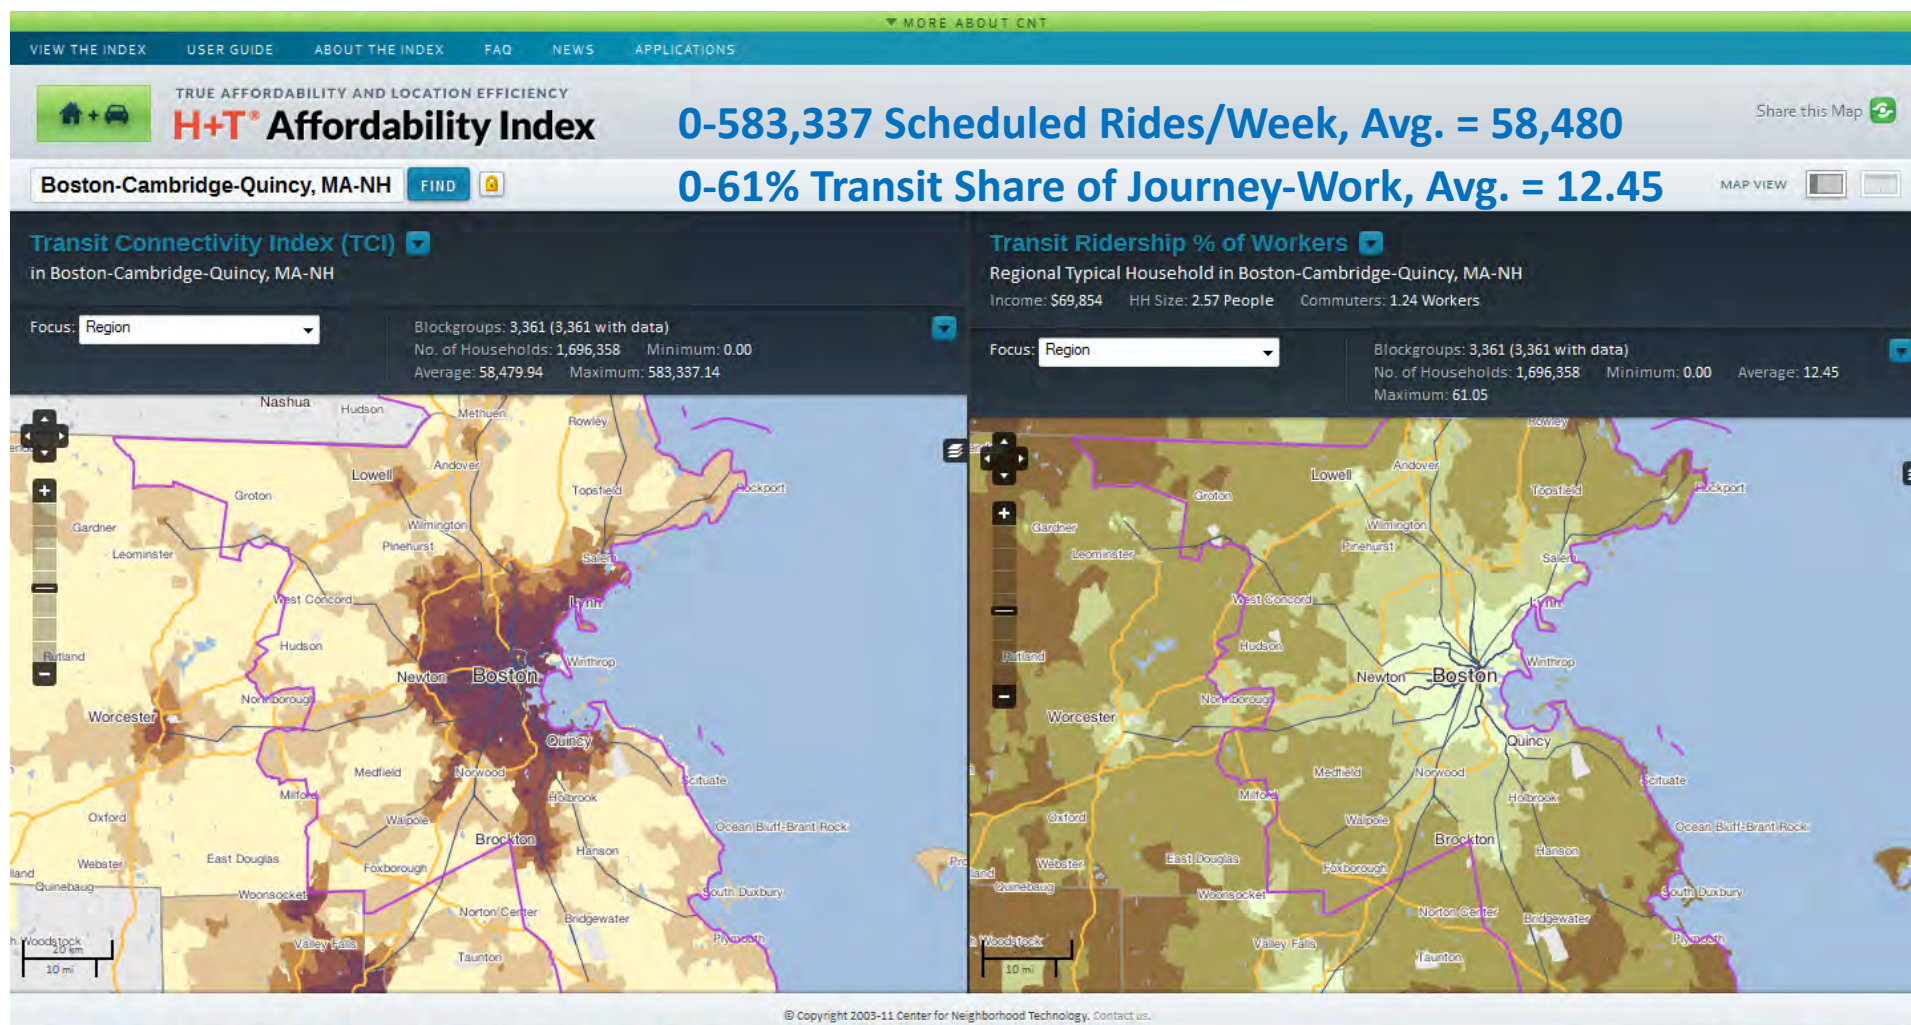 MORE ABOUT CNT
VIEW THE INDEX USER GUIDE ABOUT THE INDEX FAQ NEWS APPLICATIONS
TRUE AFFORDABILITY AND LOCATION EFFICIENCY
H+T® Affordability Index
0-583,337 Scheduled Rides/Week, Avg. = 58,480
Share this Map
Boston-Cambridge-Quincy, MA-NH FIND
0-61% Transit Share of Journey-Work, Avg. = 12.45
MAP VIEW
Transit Connectivity Index (TCI)
in Boston-Cambridge-Quincy, MA-NH
Focus: Region
Blockgroups: 3,361 (3,361 with data)
No. of Households: 1,696,358 Minimum: 0.00
Average: 58,479.94 Maximum: 583,337.14
Nashua
Hudson
Methuen
Rowley
Lowell
Andover
Groton
Topsfield
Rockport
Gardner
Wilmington
Leominster
Pinehurst
Salem
West Concord
Lynn
Hudson
Rutland
Winthrop
Newton
Boston
Northborough
Worcester
Quincy
Medfield
Norwood
Scituate
Milford
Holbrook
Oxford
Walpole
Ocean Bluff-Brant Rock
Brockton
Webster
East Douglas
Hanson
Foxborough
land
Quinebaug
Woonsocket
South Duxbury
Norton Center
Bridgewater
Woodstock
Valley Falls
Plymouth
Taunton
20 km
10 mi
Transit Ridership % of Workers
Regional Typical Household in Boston-Cambridge-Quincy, MA-NH
Income: $69,854 HH Size: 2.57 People Commuters: 1.24 Workers
Focus: Region
Blockgroups: 3,361 (3,361 with data)
No. of Households: 1,696,358 Minimum: 0.00 Average: 12.45
Maximum: 61.05
Rowley
Lowell
Andover
Groton
Topsfield
Rockport
Gardner
Wilmington
Leominster
Pinehurst
Salem
West Concord
Lynn
Hudson
Rutland
Winthrop
Newton
Boston
Northborough
Worcester
Quincy
Medfield
Norwood
Scituate
Milford
Holbrook
Oxford
Walpole
Ocean Bluff-Brant Rock
Brockton
Pro
Webster
East Douglas
Hanson
Foxborough
land
Quinebaug
Woonsocket
South Duxbury
Norton Center
Bridgewater
Woodstock
Valley Falls
Plymouth
Taunton
10 mi
© Copyright 2003-11 Center for Neighborhood Technology. Contact us.